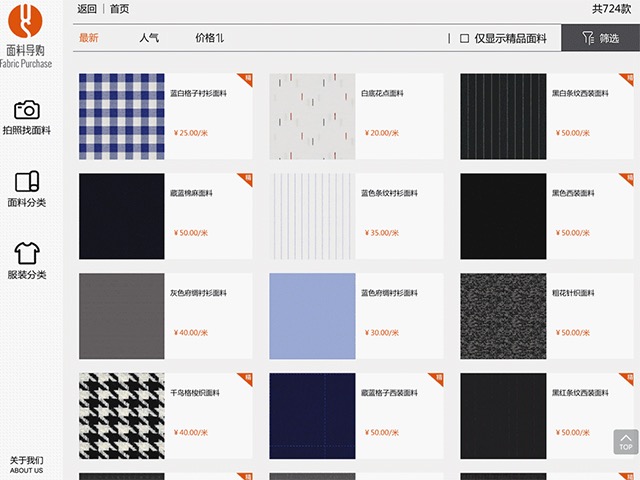 返回 | 首页
共724款
面料导购
Fabric Purchase
最新
人气
价格
精 | 仅显示精品面料
筛选
拍照找面料
面料分类
服装分类
关于我们
ABOUT US
精
蓝白格子衬衫面料
¥25.00/米
白底花点面料
¥20.00/米
精
黑白条纹西装面料
¥50.00/米
精
藏蓝棉麻面料
¥50.00/米
蓝色条纹衬衫面料
¥35.00/米
精
黑色西装面料
¥50.00/米
灰色府绸衬衫面料
¥40.00/米
蓝色府绸衬衫面料
¥30.00/米
粗花针织面料
¥50.00/米
精
千鸟格梭织面料
¥40.00/米
精
藏蓝格子西装面料
¥50.00/米
精
黑红条纹西装面料
¥50.00/米
TOP